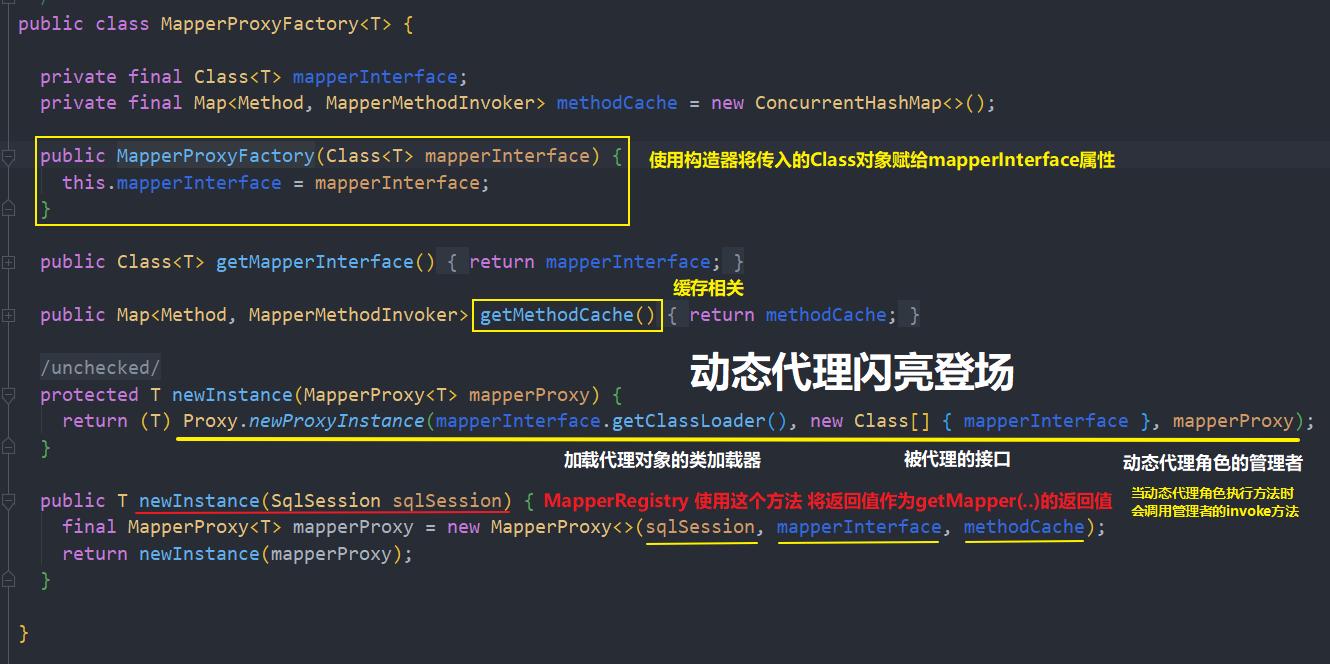 public class MapperProxyFactory<T> {
private final Class<T> mapperInterface;
private final Map<Method, MapperMethodInvoker> methodCache = new ConcurrentHashMap<>();
public MapperProxyFactory(Class<T> mapperInterface) {
使用构造器将传入的Class对象赋给mapperInterface属性
this.mapperInterface = mapperInterface;
}
public Class<T> getMapperInterface() { return mapperInterface; }
缓存相关
public Map<Method, MapperMethodInvoker> getMethodCache() { return methodCache; }
/unchecked/
动态代理闪亮登场
protected T newInstance(MapperProxy<T> mapperProxy) {
return (T) Proxy.newProxyInstance(mapperInterface.getClassLoader(), new Class[] { mapperInterface }, mapperProxy);
}
加载代理对象的类加载器
被代理的接口
动态代理角色的管理者
当动态代理角色执行方法时
会调用管理者的invoke方法
public T newInstance(SqlSession sqlSession) { MapperRegistry 使用这个方法 将返回值作为getMapper(..)的返回值
final MapperProxy<T> mapperProxy = new MapperProxy<>(sqlSession, mapperInterface, methodCache);
return newInstance(mapperProxy);
}
}